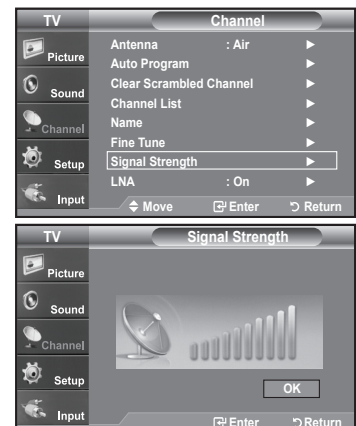 TV Channel
Picture
Sound
Channel
Setup
Input
Antenna : Air
Auto Program
Clear Scrambled Channel
Channel List
Name
Fine Tune
Signal Strength
LNA : On
Move Enter Return
TV Signal Strength
Picture
Sound
Channel
Setup
Input
OK
Enter Return